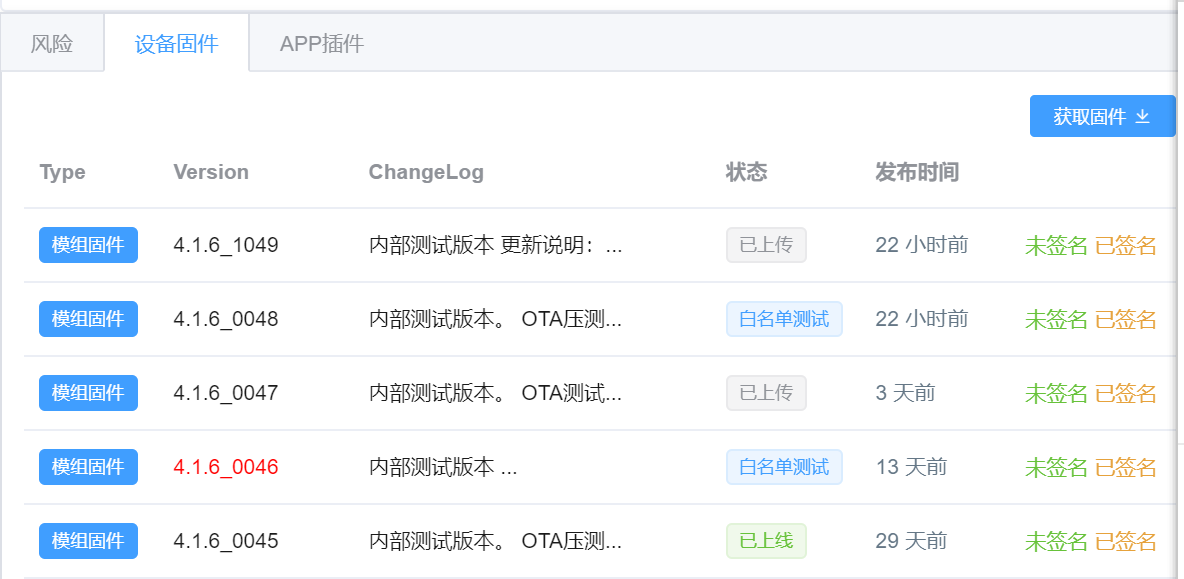 风险 设备固件 APP插件
获取固件
Type Version ChangeLog 状态 发布时间
模组固件 4.1.6_1049 内部测试版本 更新说明：... 已上传 22 小时前 未签名 已签名
模组固件 4.1.6_0048 内部测试版本。 OTA压测... 白名单测试 22 小时前 未签名 已签名
模组固件 4.1.6_0047 内部测试版本。 OTA测试... 已上传 3 天前 未签名 已签名
模组固件 4.1.6_0046 内部测试版本 ... 白名单测试 13 天前 未签名 已签名
模组固件 4.1.6_0045 内部测试版本。 OTA压测... 已上线 29 天前 未签名 已签名